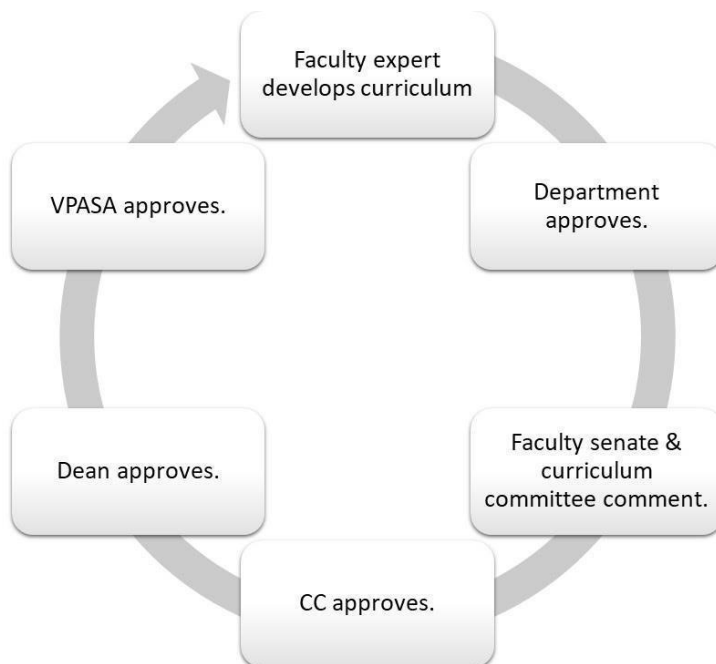 Faculty expert
develops curriculum
Department
approves.
Faculty senate &
curriculum
committee comment.
CC approves.
Dean approves.
VPASA approves.